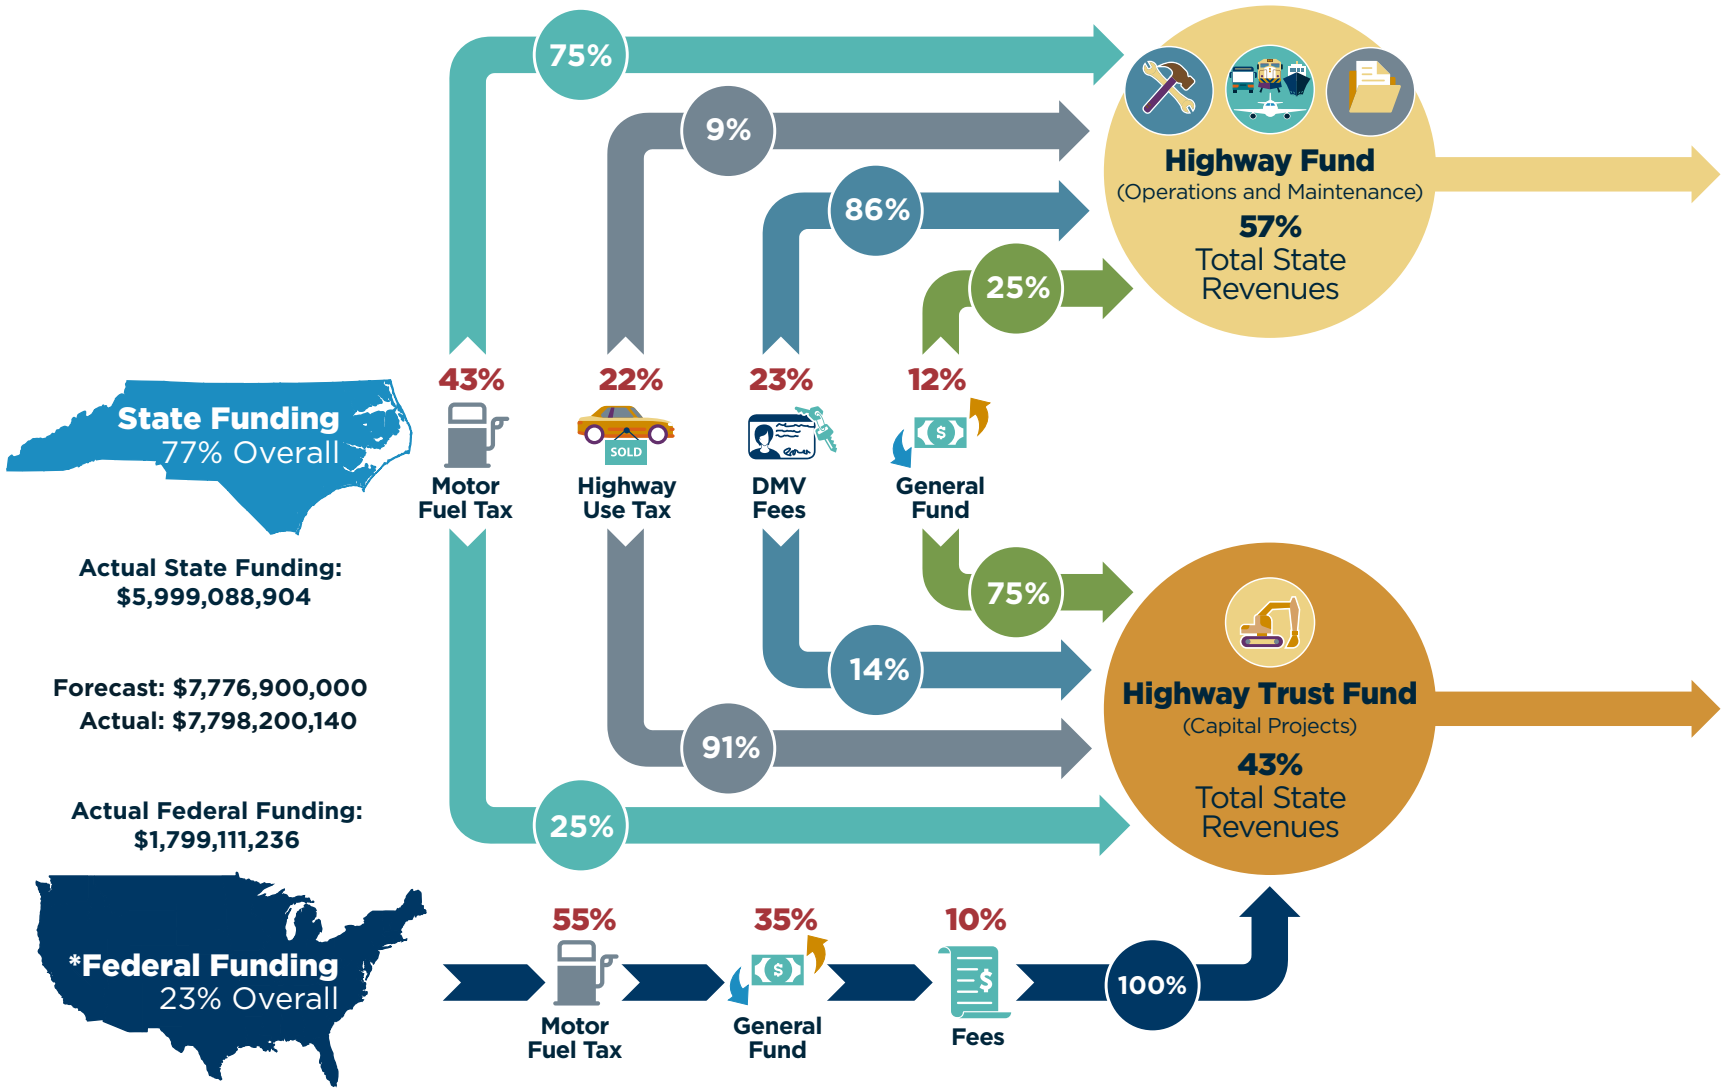 75%
9%
86%
25%
Highway Fund
(Operations and Maintenance)
57%
Total State
Revenues
State Funding
77% Overall
43%
Motor
Fuel Tax
22%
SOLD
Highway
Use Tax
23%
DMV
Fees
12%
$
General
Fund
Actual State Funding:
$5,999,088,904
Forecast: $7,776,900,000
Actual: $7,798,200,140
Actual Federal Funding:
$1,799,111,236
75%
14%
91%
25%
Highway Trust Fund
(Capital Projects)
43%
Total State
Revenues
*Federal Funding
23% Overall
55%
Motor
Fuel Tax
35%
$
General
Fund
10%
$
Fees
100%